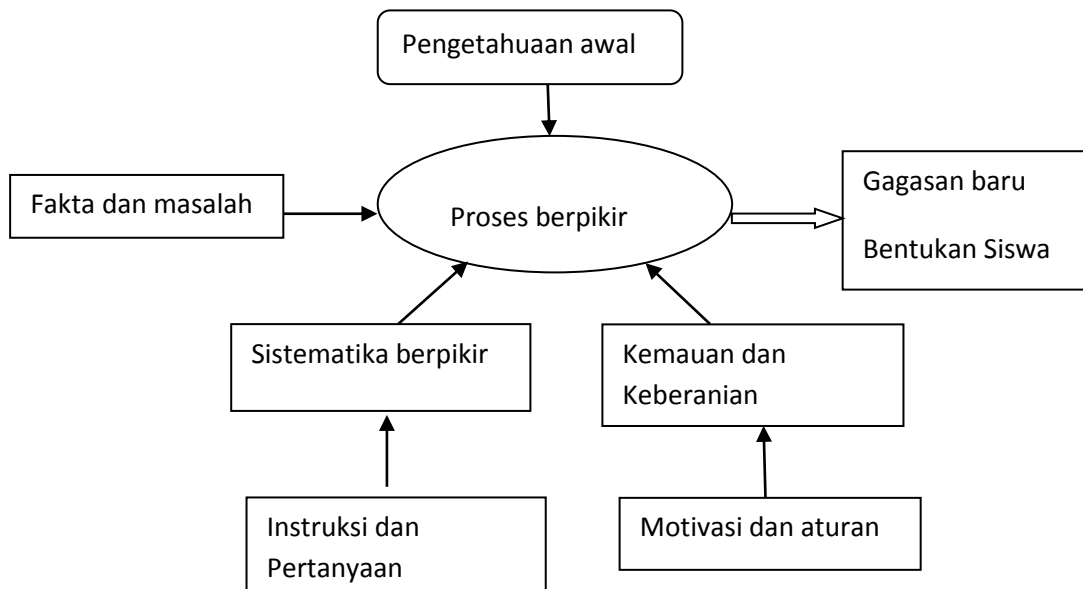 Pengetahuaan awal
Fakta dan masalah
Proses berpikir
Gagasan baru
Bentukan Siswa
Sistematika berpikir
Kemauan dan
Keberanian
Instruksi dan
Pertanyaan
Motivasi dan aturan